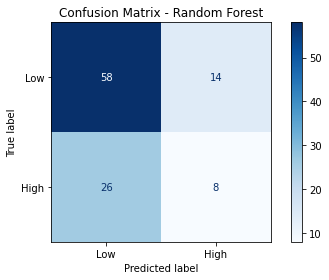 Confusion Matrix - Random Forest
True label
Low
High
58
14
26
8
Low
High
Predicted label
50
40
30
20
10